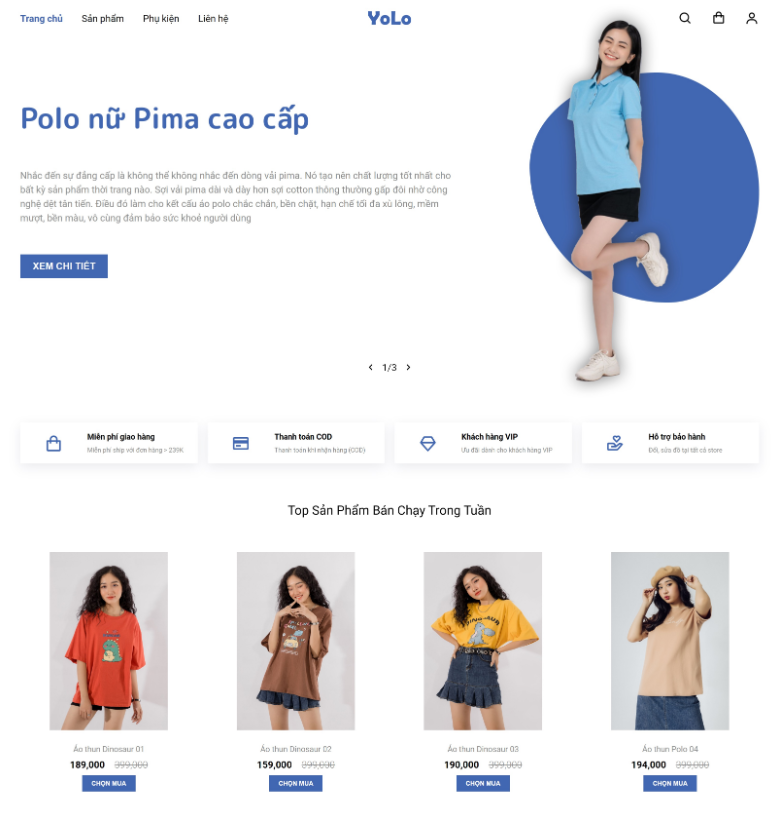 Trang chủ Sản phẩm Phụ kiện Liên hệ YoLo
Polo nữ Pima cao cấp
Nhắc đến sự đẳng cấp là không thể không nhắc đến dòng vải pima. Nó tạo nên chất lượng tốt nhất cho
bất kỳ sản phẩm thời trang nào. Sợi vải pima dài và dày hơn sợi cotton thông thường gấp đôi nhờ công
nghệ dệt tân tiến. Điều đó làm cho kết cấu áo polo chắc chắn, bền chặt, hạn chế tối đa xù lông, mềm
mượt, bền màu, vô cùng đảm bảo sức khoẻ người dùng
XEM CHI TIẾT
1/3
Miễn phí giao hàng
Miễn phí ship với đơn hàng > 239K
Thanh toán COD
Thanh toán khi nhận hàng (COD)
Khách hàng VIP
Ưu đãi dành cho khách hàng VIP
Hỗ trợ bảo hành
Đổi, sửa đồ tại tất cả store
Top Sản Phẩm Bán Chạy Trong Tuần
Áo thun Dinosaur 01
189,000 399,000
CHỌN MUA
Áo thun Dinosaur 02
159,000 399,000
CHỌN MUA
Áo thun Dinosaur 03
190,000 399,000
CHỌN MUA
Áo thun Polo 04
194,000 399,000
CHỌN MUA